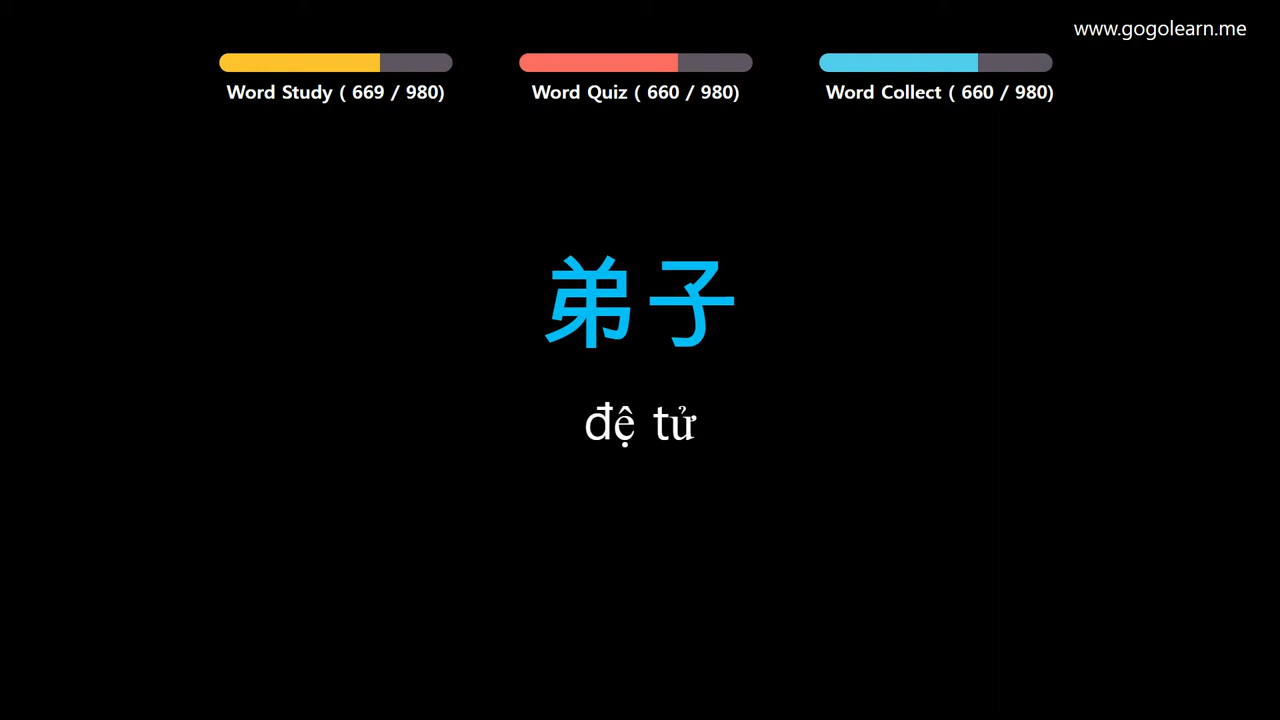 www.gogolearn.me
Word Study ( 669 / 980)
Word Quiz ( 660 / 980)
Word Collect ( 660 / 980)
弟子
đệ tử